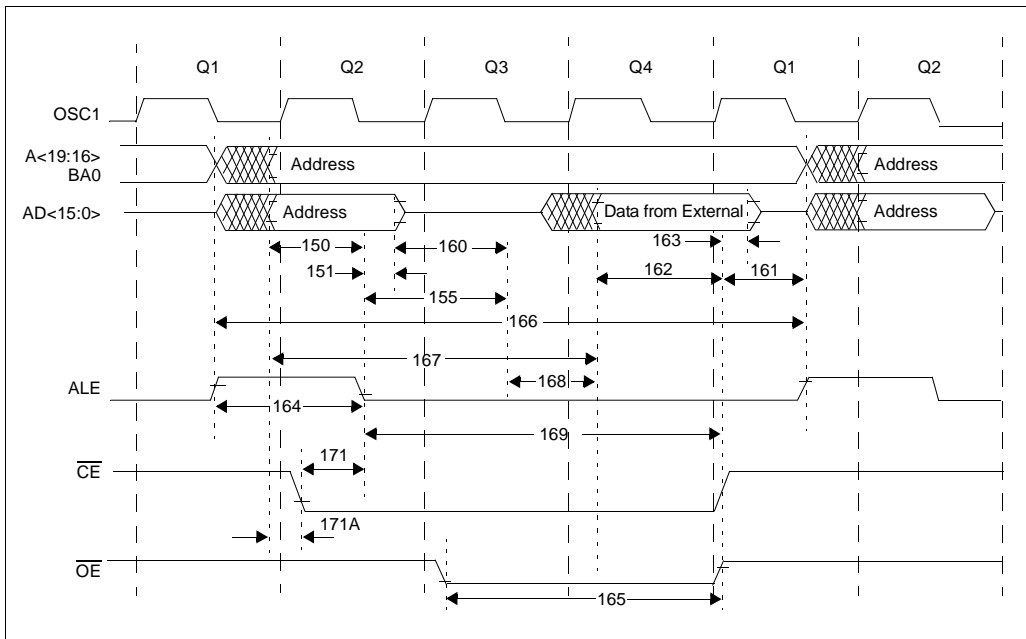 Q1 Q2 Q3 Q4 Q1 Q2
OSC1
A<19:16>
BA0
Address Address
AD<15:0>
Address Data from External Address
150 160 163
151 162 161
155
166
167
168
ALE
164
169
171
CE
171A
OE
165